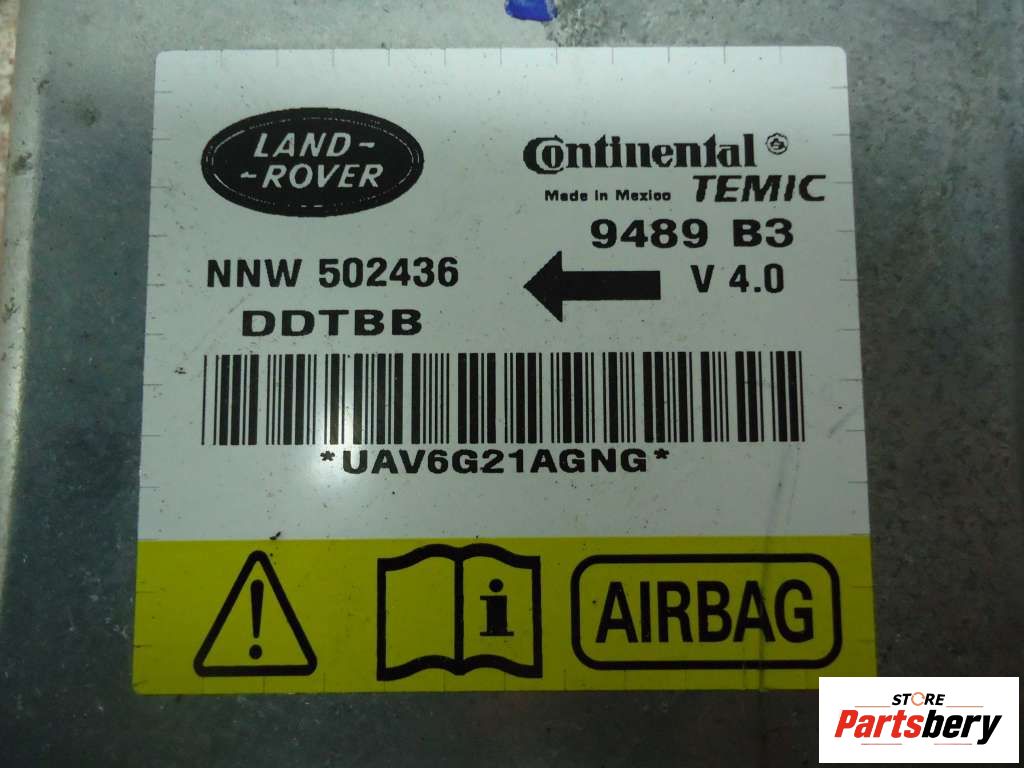 LAND-
-ROVER
Continental®
Made in Mexico TEMIC
9489 B3
NNW 502436
V 4.0
DDTBB
*UAV6G21AGNG*
!
i
AIRBAG
STORE
Partsbery